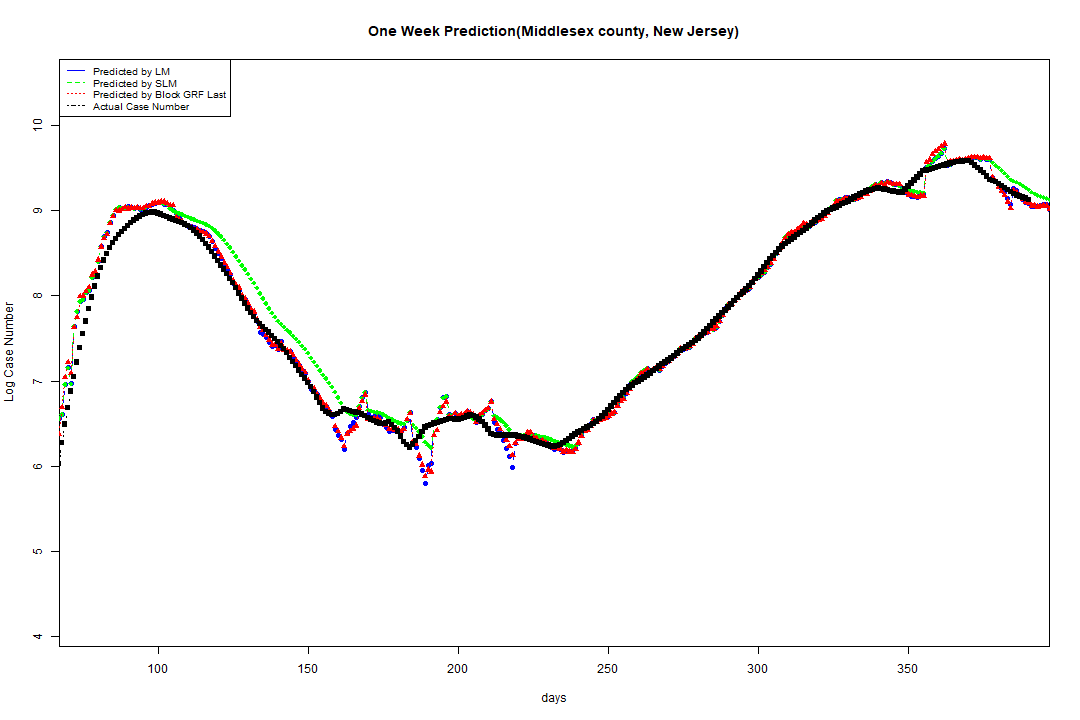 One Week Prediction(Middlesex county, New Jersey)
Predicted by LM
Predicted by SLM
Predicted by Block GRF Last
Actual Case Number
10
9
8
7
6
5
4
Log Case Number
100 150 200 250 300 350
days